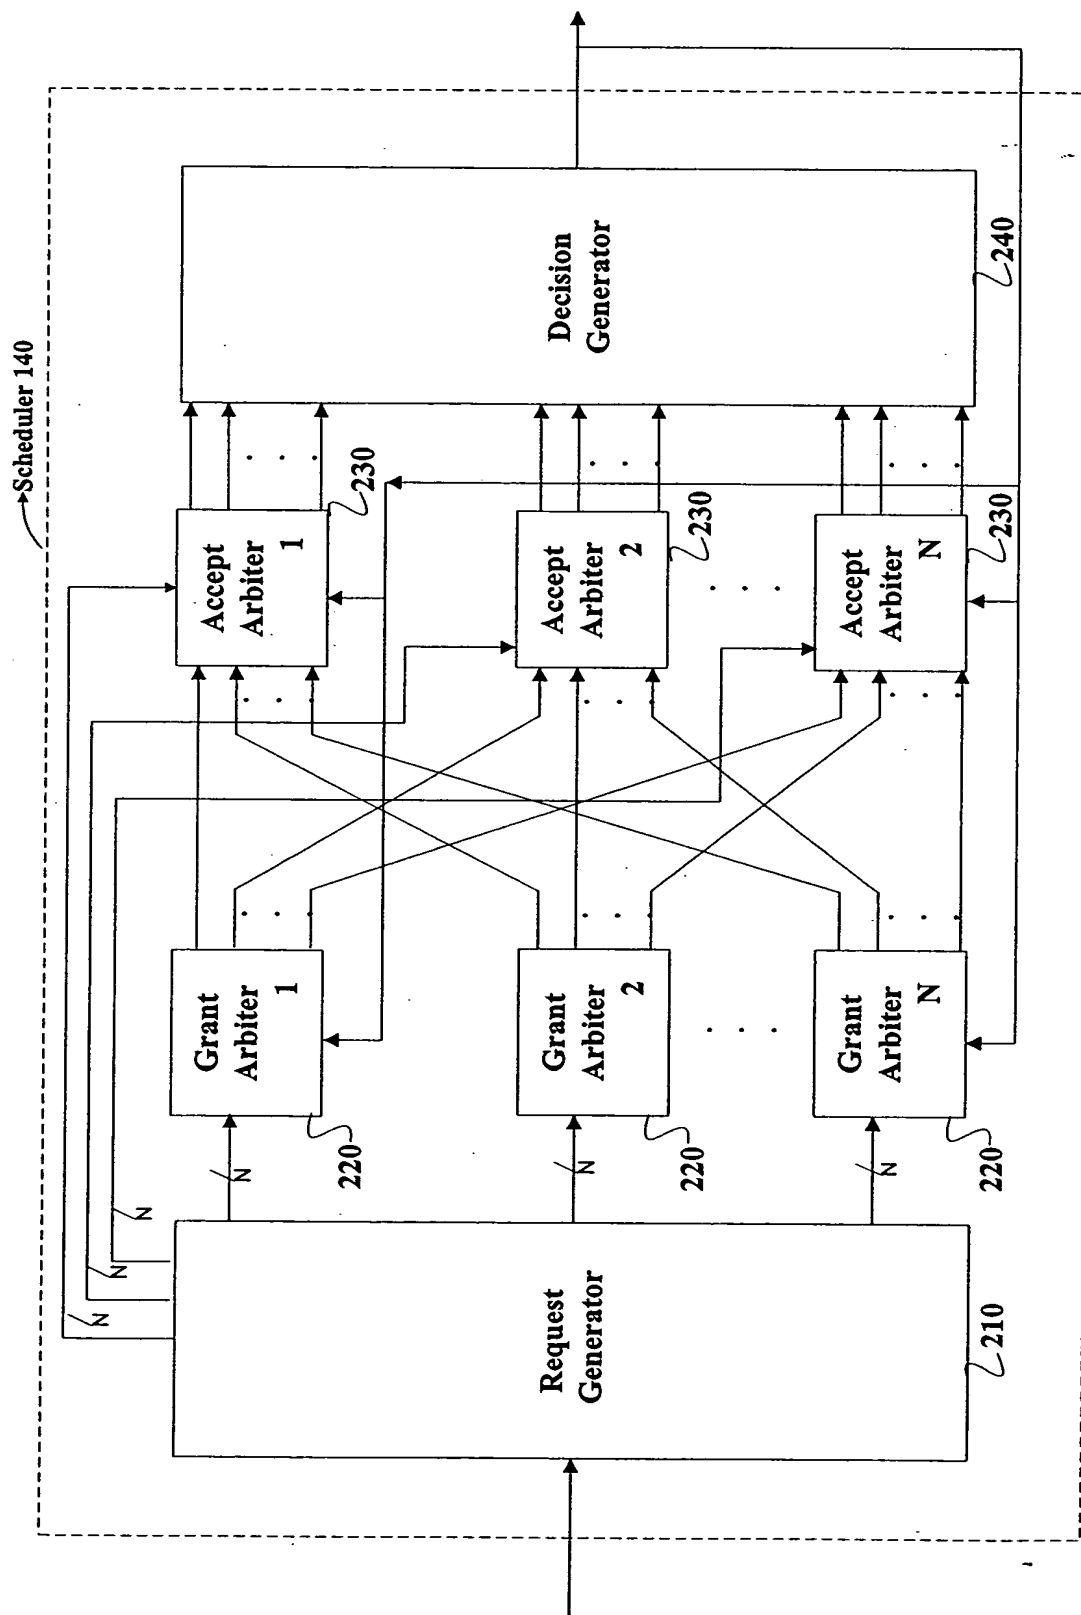 Scheduler 140
Request
Generator
210
N
N
N
N
N
N
Grant
Arbiter
1
220
Grant
Arbiter
2
220
Grant
Arbiter
N
220
Accept
Arbiter
1
230
Accept
Arbiter
2
230
Accept
Arbiter
N
230
Decision
Generator
240